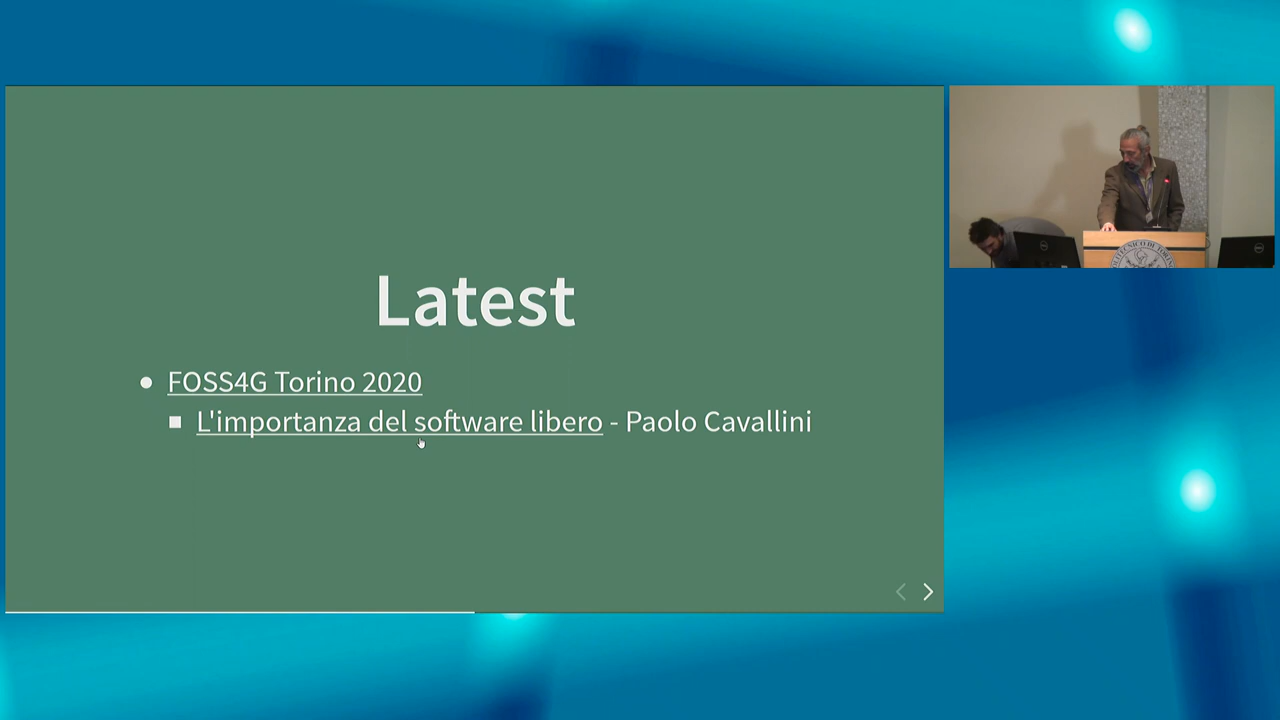 Latest
FOSS4G Torino 2020
L'importanza del software libero - Paolo Cavallini